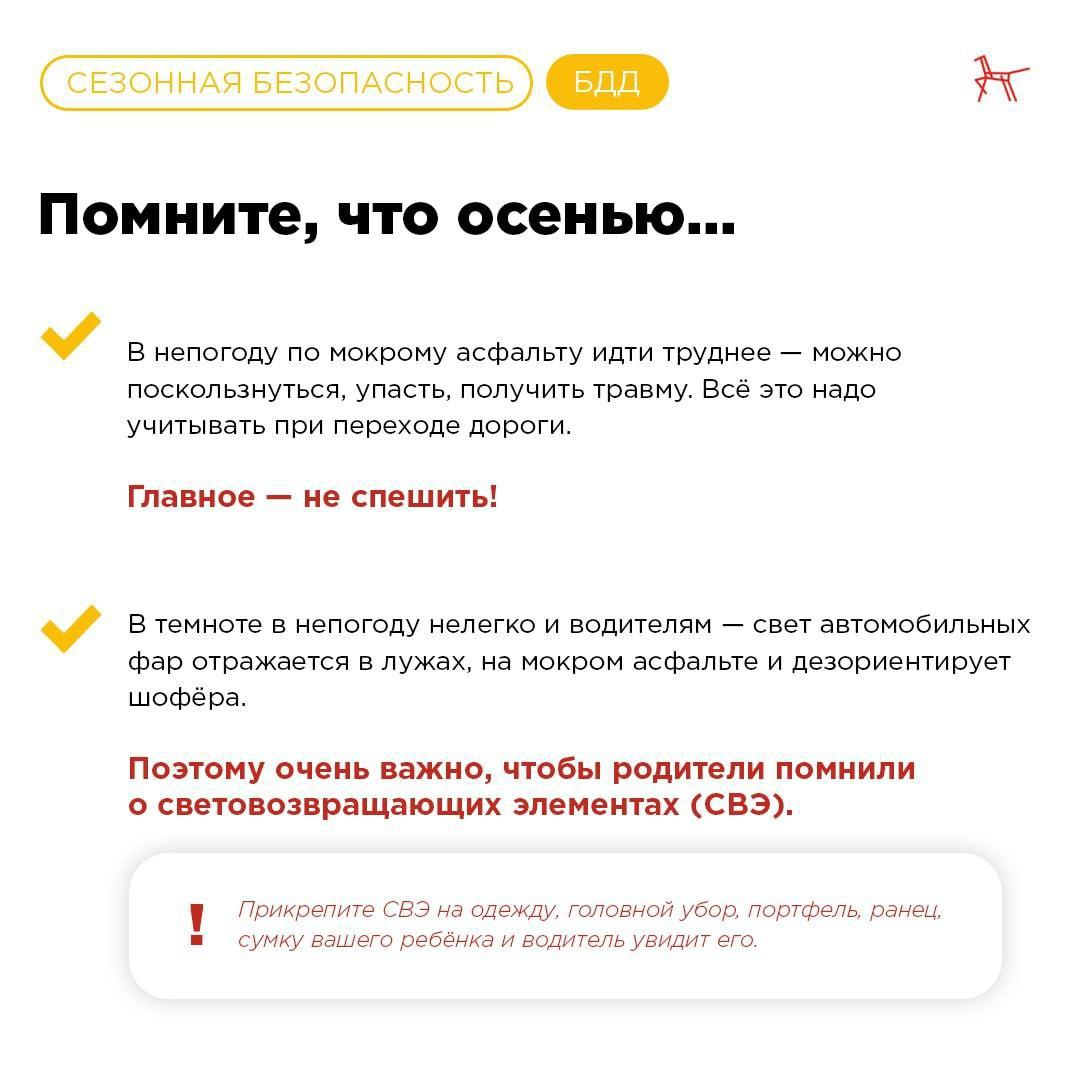 СЕЗОННАЯ БЕЗОПАСНОСТЬ БДД
Помните, что осенью...
В непогоду по мокрому асфальту идти труднее — можно
поскользнуться, упасть, получить травму. Всё это надо
учитывать при переходе дороги.
Главное — не спешить!
В темноте в непогоду нелегко и водителям — свет автомобильных
фар отражается в лужах, на мокром асфальте и дезориентирует
шофёра.
Поэтому очень важно, чтобы родители помнили
о световозвращающих элементах (СВЭ).
! Прикрепите СВЭ на одежду, головной убор, портфель, ранец,
сумку вашего ребёнка и водитель увидит его.